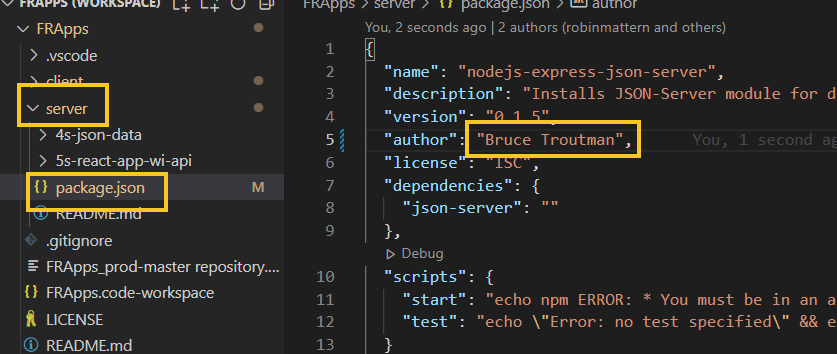 FRAPPS (WORKSPACE)
FRApps
.vscode
client
server
4s-json-data
5s-react-app-wi-api
{} package.json M
README.md
.gitignore
FRApps_prod-master repository....
{} FRApps.code-workspace
LICENSE
README.md
FRApps > server > {} package.json > abc author
You, 2 seconds ago | 2 authors (robinmattern and others)
1 {
2 "name": "nodejs-express-json-server",
3 "description": "Installs JSON-Server module for d
4 "version": "0.1.5",
5 "author": "Bruce Troutman", You, 1 second ag
6 "license": "ISC",
7 "dependencies": {
8 "json-server": ""
9 },
Debug
10 "scripts": {
11 "start": "echo npm ERROR: * You must be in an a
12 "test": "echo \"Error: no test specified\" && e
13 }